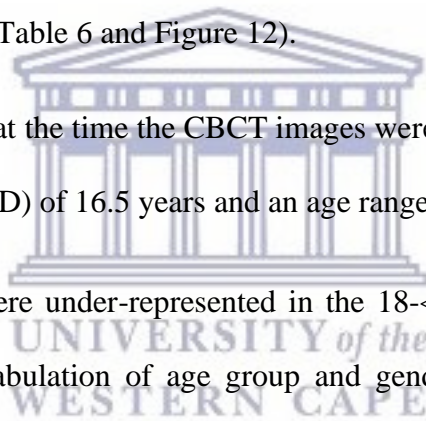 Table 6 and Figure 12).
at the time the CBCT images were
D) of 16.5 years and an age range
ere under-represented in the 18-<
UNIVERSITY of the
abulation of age group and gend
WESTERN CAPE